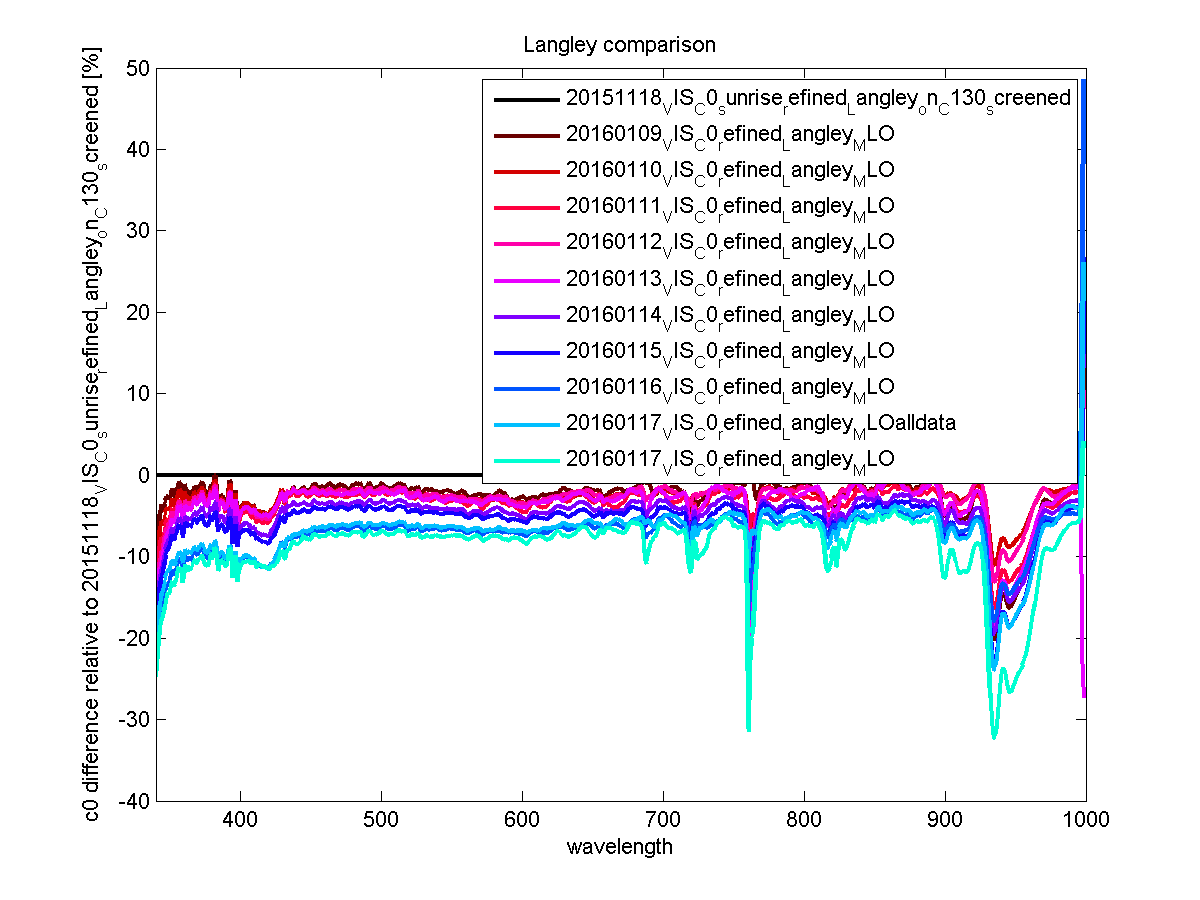 Langley comparison
c0 difference relative to 20151118_VIS_C0_sunrise_refined_Langley_on_C130_screened [%]
50
40
30
20
10
0
-10
-20
-30
-40
20151118_VIS_C0_sunrise_refined_Langley_on_C130_screened
20160109_VIS_C0_refined_Langley_MLO
20160110_VIS_C0_refined_Langley_MLO
20160111_VIS_C0_refined_Langley_MLO
20160112_VIS_C0_refined_Langley_MLO
20160113_VIS_C0_refined_Langley_MLO
20160114_VIS_C0_refined_Langley_MLO
20160115_VIS_C0_refined_Langley_MLO
20160116_VIS_C0_refined_Langley_MLO
20160117_VIS_C0_refined_Langley_MLOalldata
20160117_VIS_C0_refined_Langley_MLO
400 500 600 700 800 900 1000
wavelength